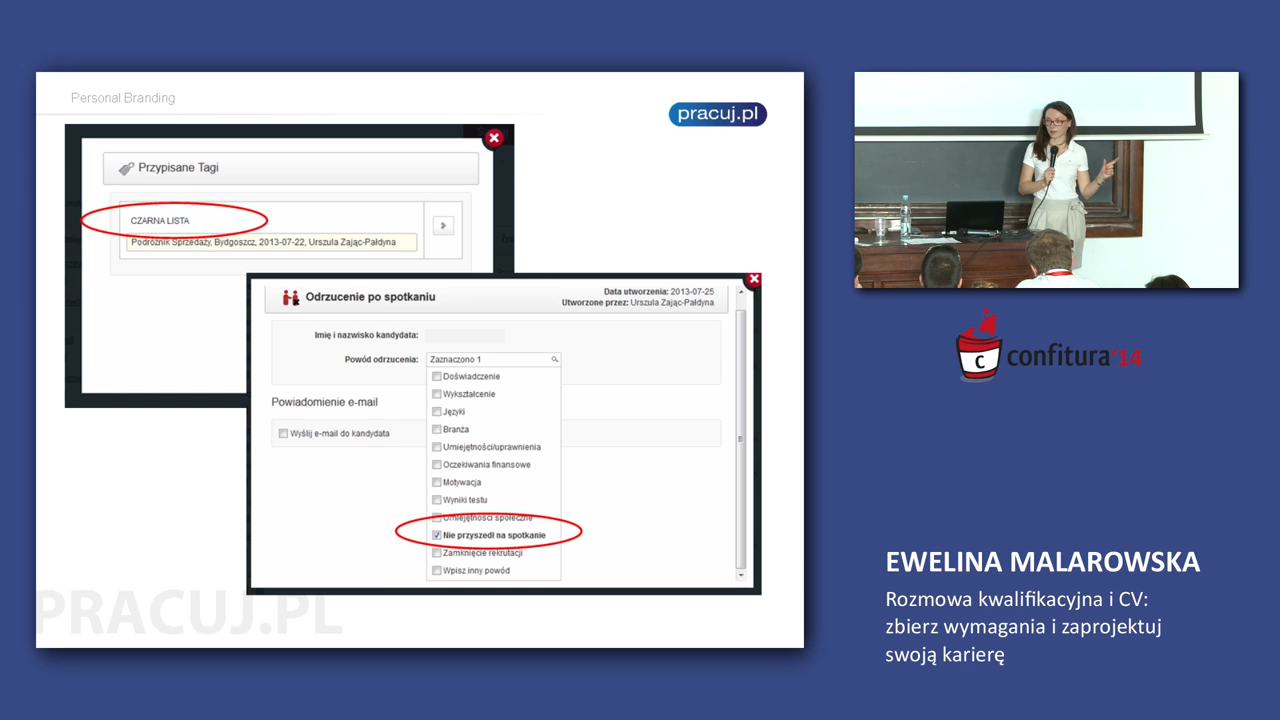 Personal Branding
pracuj.pl
Przypisane Tagi
CZARNA LISTA
Podróżnik Sprzedaży, Bydgoszcz, 2013-07-22, Urszula Zając-Pałdyna
Odrzucenie po spotkaniu
Data utworzenia: 2013-07-25
Utworzone przez: Urszula Zając-Pałdyna
Imię i nazwisko kandydata:
Powód odrzucenia: Zaznaczono 1
Doświadczenie
Wykształcenie
Języki
Branża
Umiejętności/uprawnienia
Oczekiwania finansowe
Motywacja
Wyniki testu
Umiejętności społeczne
Nie przyszedł na spotkanie
Zamknięcie rekrutacji
Wpisz inny powód
Powiadomienie e-mail
Wyślij e-mail do kandydata
PRACUJ.PL
C
confitura'14
EWELINA MALAROWSKA
Rozmowa kwalifikacyjna i CV:
zbierz wymagania i zaprojektuj
swoją karierę